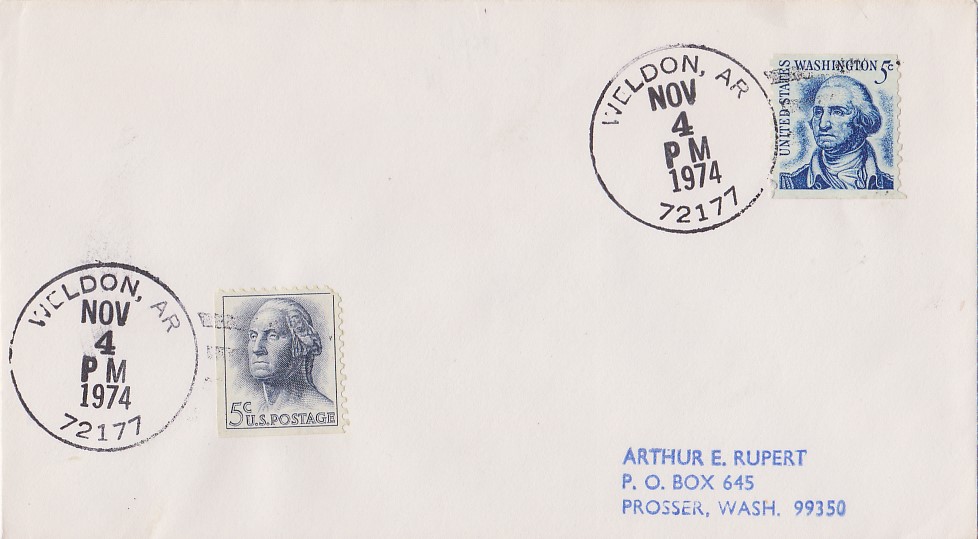 WELDON, AR
NOV
4
PM
1974
72177
UNITED STATES
WASHINGTON 5c
WELDON, AR
NOV
4
PM
1974
72177
5c
U.S. POSTAGE
ARTHUR E. RUPERT
P. O. BOX 645
PROSSER, WASH. 99350